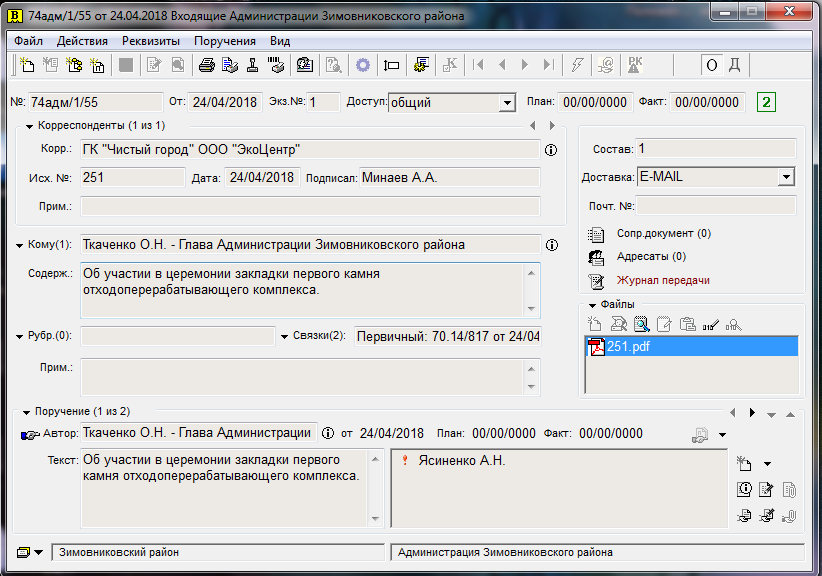 74адм/1/55 от 24.04.2018 Входящие Администрации Зимовниковского района
Файл Действия Реквизиты Поручения Вид
О Д
№: 74адм/1/55 От: 24/04/2018 Экз.№: 1 Доступ: общий План: 00/00/0000 Факт: 00/00/0000 2
Корреспонденты (1 из 1)
Корр.: ГК "Чистый город" ООО "ЭкоЦентр"
Исх. №: 251 Дата: 24/04/2018 Подписал: Минаев А.А.
Прим.:
Состав: 1
Доставка: E-MAIL
Почт. №:
Сопр.документ (0)
Адресаты (0)
Журнал передачи
Кому(1): Ткаченко О.Н. - Глава Администрации Зимовниковского района
Содерж.: Об участии в церемонии закладки первого камня
отходоперерабатывающего комплекса.
Файлы
251.pdf
Рубр.(0): Связки(2): Первичный: 70.14/817 от 24/04
Прим.:
Поручение (1 из 2)
Автор: Ткаченко О.Н. - Глава Администрации от 24/04/2018 План: 00/00/0000 Факт: 00/00/0000
Текст: Об участии в церемонии закладки первого
камня отходоперерабатывающего комплекса.
! Ясиненко А.Н.
Зимовниковский район Администрация Зимовниковского района